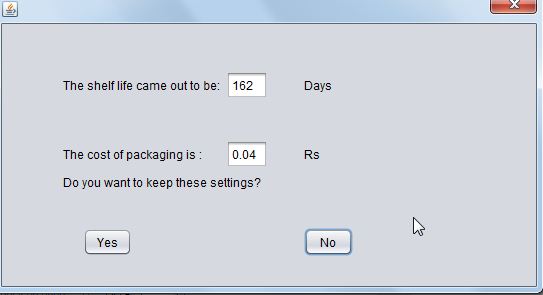 The shelf life came out to be: 162 Days
The cost of packaging is : 0.04 Rs
Do you want to keep these settings?
Yes No